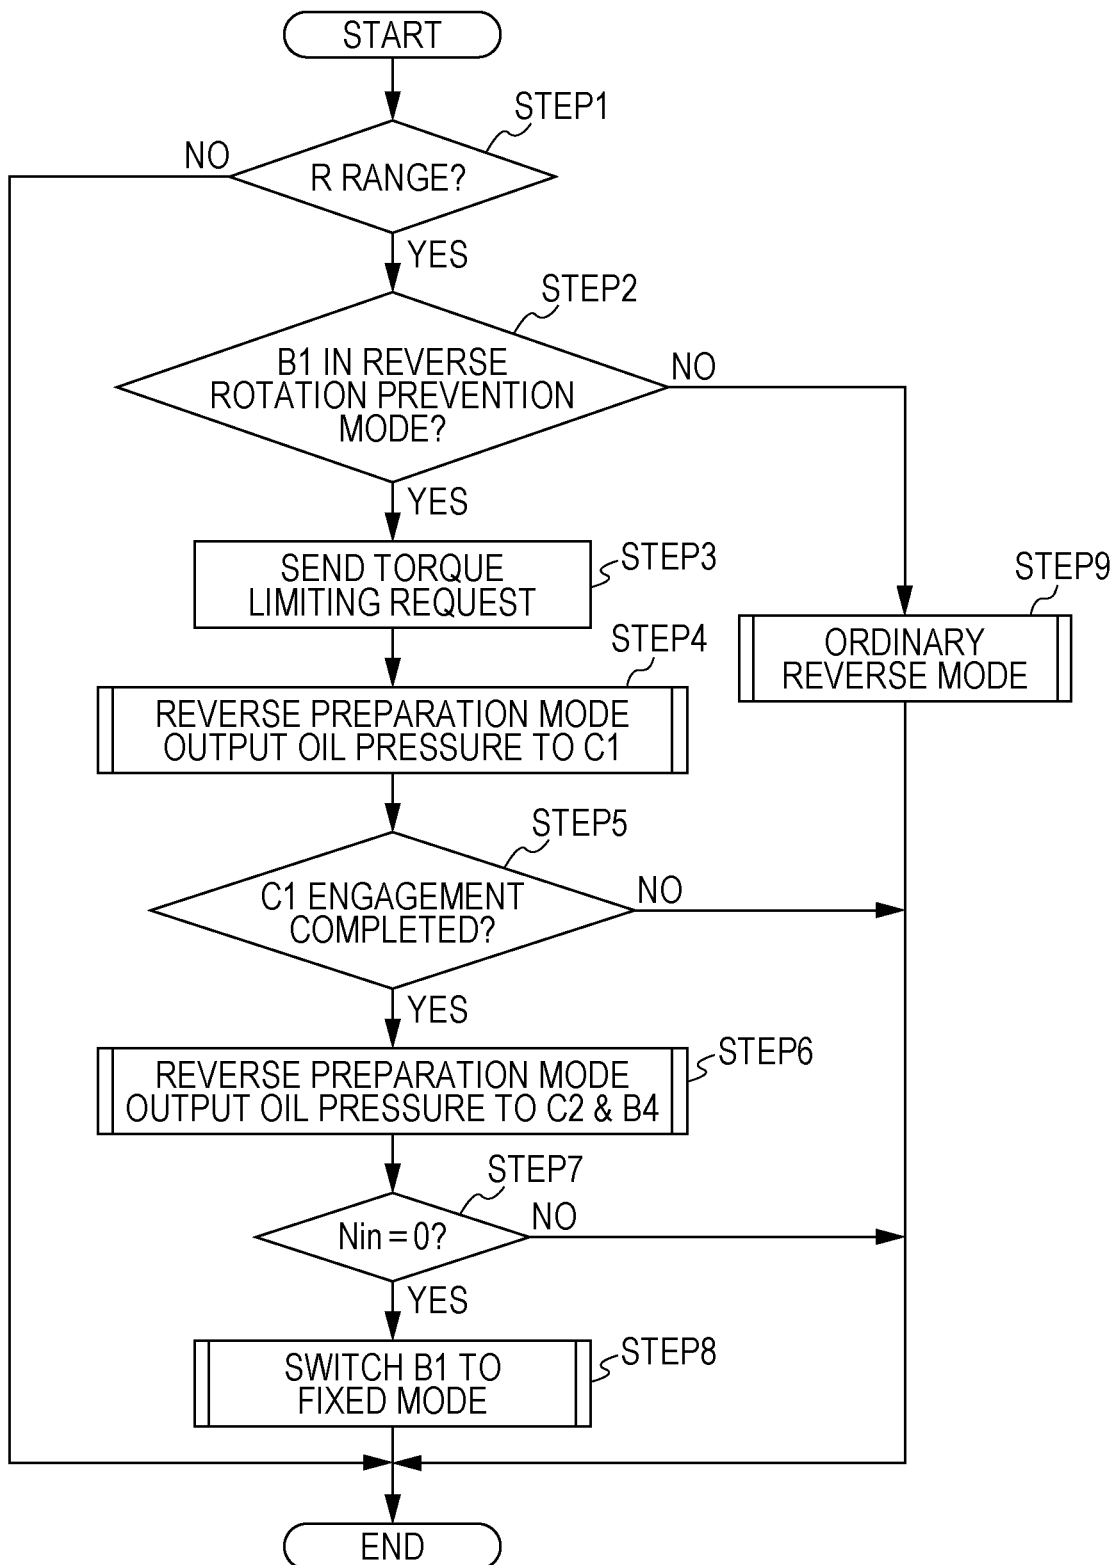 START
STEP1
NO
R RANGE?
YES
STEP2
B1 IN REVERSE
ROTATION PREVENTION
MODE?
NO
YES
SEND TORQUE
LIMITING REQUEST
STEP3
STEP9
ORDINARY
REVERSE MODE
STEP4
REVERSE PREPARATION MODE
OUTPUT OIL PRESSURE TO C1
STEP5
C1 ENGAGEMENT
COMPLETED?
NO
YES
STEP6
REVERSE PREPARATION MODE
OUTPUT OIL PRESSURE TO C2 & B4
STEP7
Nin = 0?
NO
YES
SWITCH B1 TO
FIXED MODE
STEP8
END